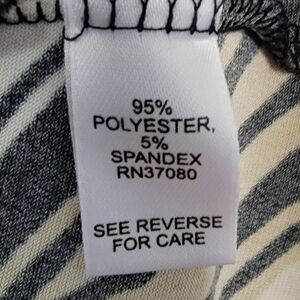 95%
POLYESTER,
5%
SPANDEX
RN37080
SEE REVERSE
FOR CARE